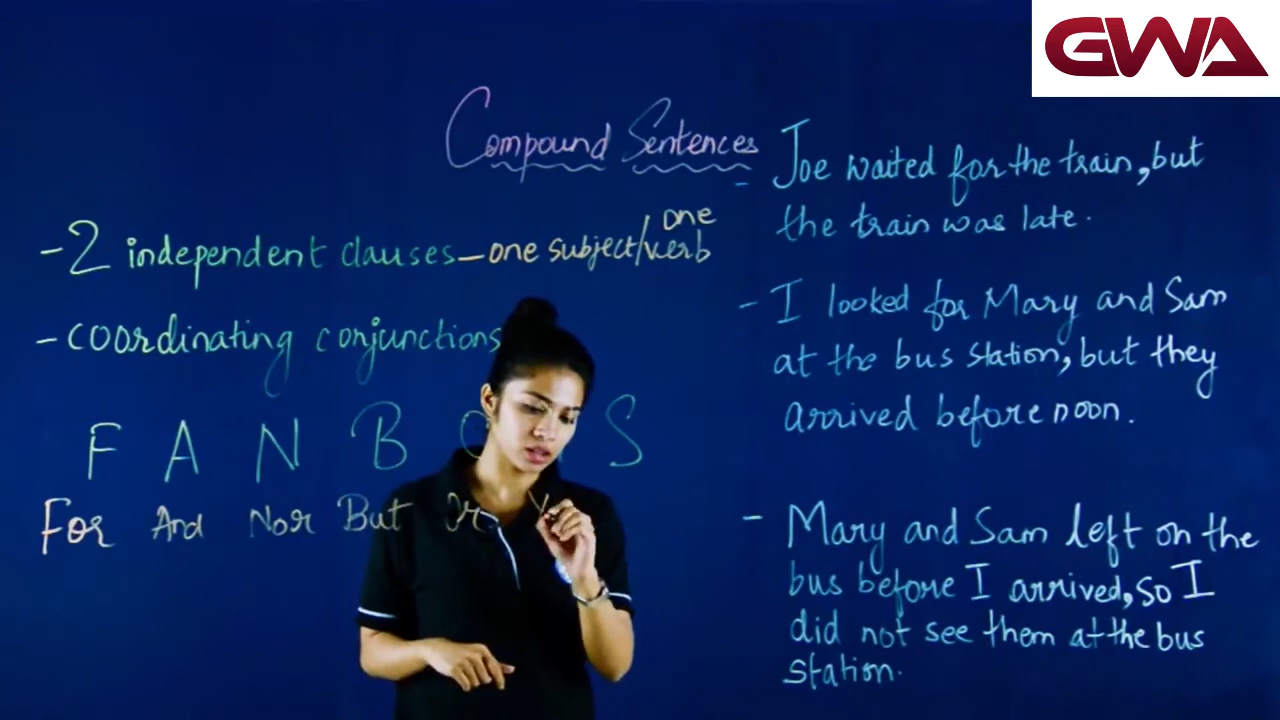 GWA
Compound Sentences
- 2 independent clauses - one subject/ one verb
- coordinating conjunctions
F A N B O S
For And Nor But Or Y
- Joe waited for the train, but
the train was late.
- I looked for Mary and Sam
at the bus station, but they
arrived before noon.
- Mary and Sam left on the
bus before I arrived, so I
did not see them at the bus
station.